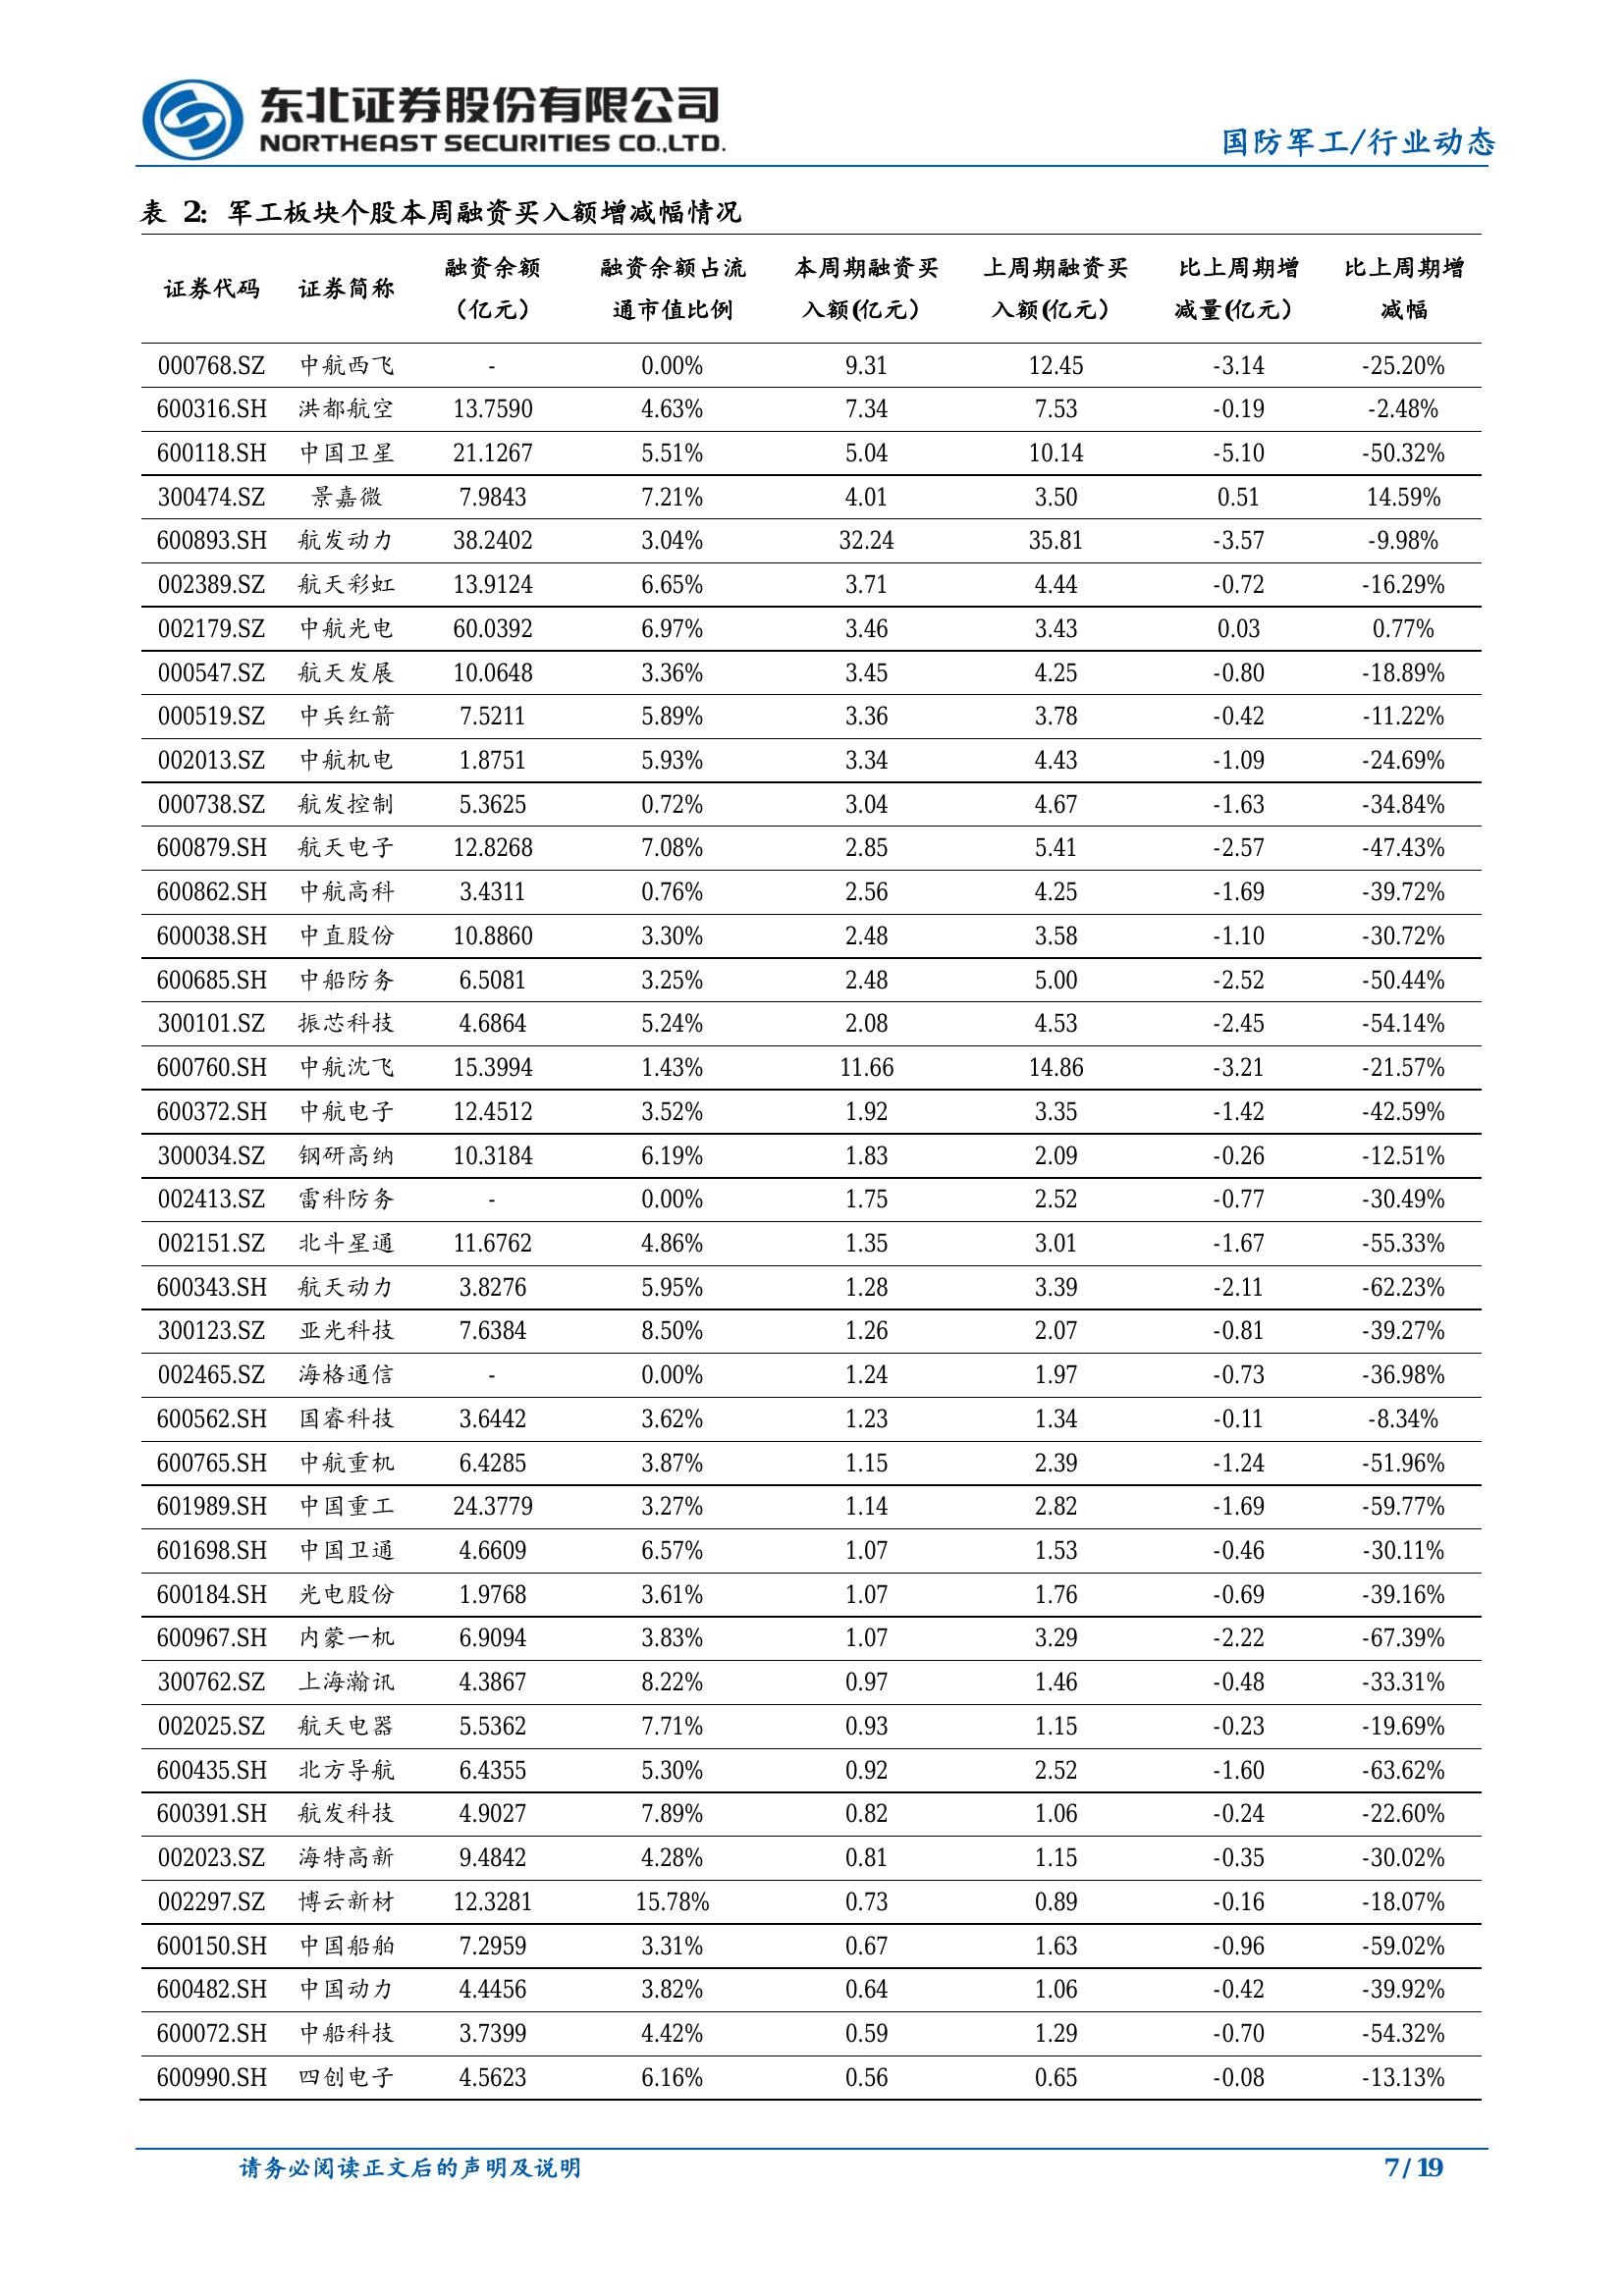 东北证券股份有限公司
NORTHEAST SECURITIES CO.,LTD.
国防军工/行业动态
表 2: 军工板块个股本周融资买入额增减幅情况
证券代码 证券简称 融资余额(亿元) 融资余额占流通市值比例 本周期融资买入额(亿元) 上周期融资买入额(亿元) 比上周期增减量(亿元) 比上周期增减幅
000768.SZ 中航西飞 - 0.00% 9.31 12.45 -3.14 -25.20%
600316.SH 洪都航空 13.7590 4.63% 7.34 7.53 -0.19 -2.48%
600118.SH 中国卫星 21.1267 5.51% 5.04 10.14 -5.10 -50.32%
300474.SZ 景嘉微 7.9843 7.21% 4.01 3.50 0.51 14.59%
600893.SH 航发动力 38.2402 3.04% 32.24 35.81 -3.57 -9.98%
002389.SZ 航天彩虹 13.9124 6.65% 3.71 4.44 -0.72 -16.29%
002179.SZ 中航光电 60.0392 6.97% 3.46 3.43 0.03 0.77%
000547.SZ 航天发展 10.0648 3.36% 3.45 4.25 -0.80 -18.89%
000519.SZ 中兵红箭 7.5211 5.89% 3.36 3.78 -0.42 -11.22%
002013.SZ 中航机电 1.8751 5.93% 3.34 4.43 -1.09 -24.69%
000738.SZ 航发控制 5.3625 0.72% 3.04 4.67 -1.63 -34.84%
600879.SH 航天电子 12.8268 7.08% 2.85 5.41 -2.57 -47.43%
600862.SH 中航高科 3.4311 0.76% 2.56 4.25 -1.69 -39.72%
600038.SH 中直股份 10.8860 3.30% 2.48 3.58 -1.10 -30.72%
600685.SH 中船防务 6.5081 3.25% 2.48 5.00 -2.52 -50.44%
300101.SZ 振芯科技 4.6864 5.24% 2.08 4.53 -2.45 -54.14%
600760.SH 中航沈飞 15.3994 1.43% 11.66 14.86 -3.21 -21.57%
600372.SH 中航电子 12.4512 3.52% 1.92 3.35 -1.42 -42.59%
300034.SZ 钢研高纳 10.3184 6.19% 1.83 2.09 -0.26 -12.51%
002413.SZ 雷科防务 - 0.00% 1.75 2.52 -0.77 -30.49%
002151.SZ 北斗星通 11.6762 4.86% 1.35 3.01 -1.67 -55.33%
600343.SH 航天动力 3.8276 5.95% 1.28 3.39 -2.11 -62.23%
300123.SZ 亚光科技 7.6384 8.50% 1.26 2.07 -0.81 -39.27%
002465.SZ 海格通信 - 0.00% 1.24 1.97 -0.73 -36.98%
600562.SH 国睿科技 3.6442 3.62% 1.23 1.34 -0.11 -8.34%
600765.SH 中航重机 6.4285 3.87% 1.15 2.39 -1.24 -51.96%
601989.SH 中国重工 24.3779 3.27% 1.14 2.82 -1.69 -59.77%
601698.SH 中国卫通 4.6609 6.57% 1.07 1.53 -0.46 -30.11%
600184.SH 光电股份 1.9768 3.61% 1.07 1.76 -0.69 -39.16%
600967.SH 内蒙一机 6.9094 3.83% 1.07 3.29 -2.22 -67.39%
300762.SZ 上海瀚讯 4.3867 8.22% 0.97 1.46 -0.48 -33.31%
002025.SZ 航天电器 5.5362 7.71% 0.93 1.15 -0.23 -19.69%
600435.SH 北方导航 6.4355 5.30% 0.92 2.52 -1.60 -63.62%
600391.SH 航发科技 4.9027 7.89% 0.82 1.06 -0.24 -22.60%
002023.SZ 海特高新 9.4842 4.28% 0.81 1.15 -0.35 -30.02%
002297.SZ 博云新材 12.3281 15.78% 0.73 0.89 -0.16 -18.07%
600150.SH 中国船舶 7.2959 3.31% 0.67 1.63 -0.96 -59.02%
600482.SH 中国动力 4.4456 3.82% 0.64 1.06 -0.42 -39.92%
600072.SH 中船科技 3.7399 4.42% 0.59 1.29 -0.70 -54.32%
600990.SH 四创电子 4.5623 6.16% 0.56 0.65 -0.08 -13.13%
请务必阅读正文后的声明及说明 7 / 19